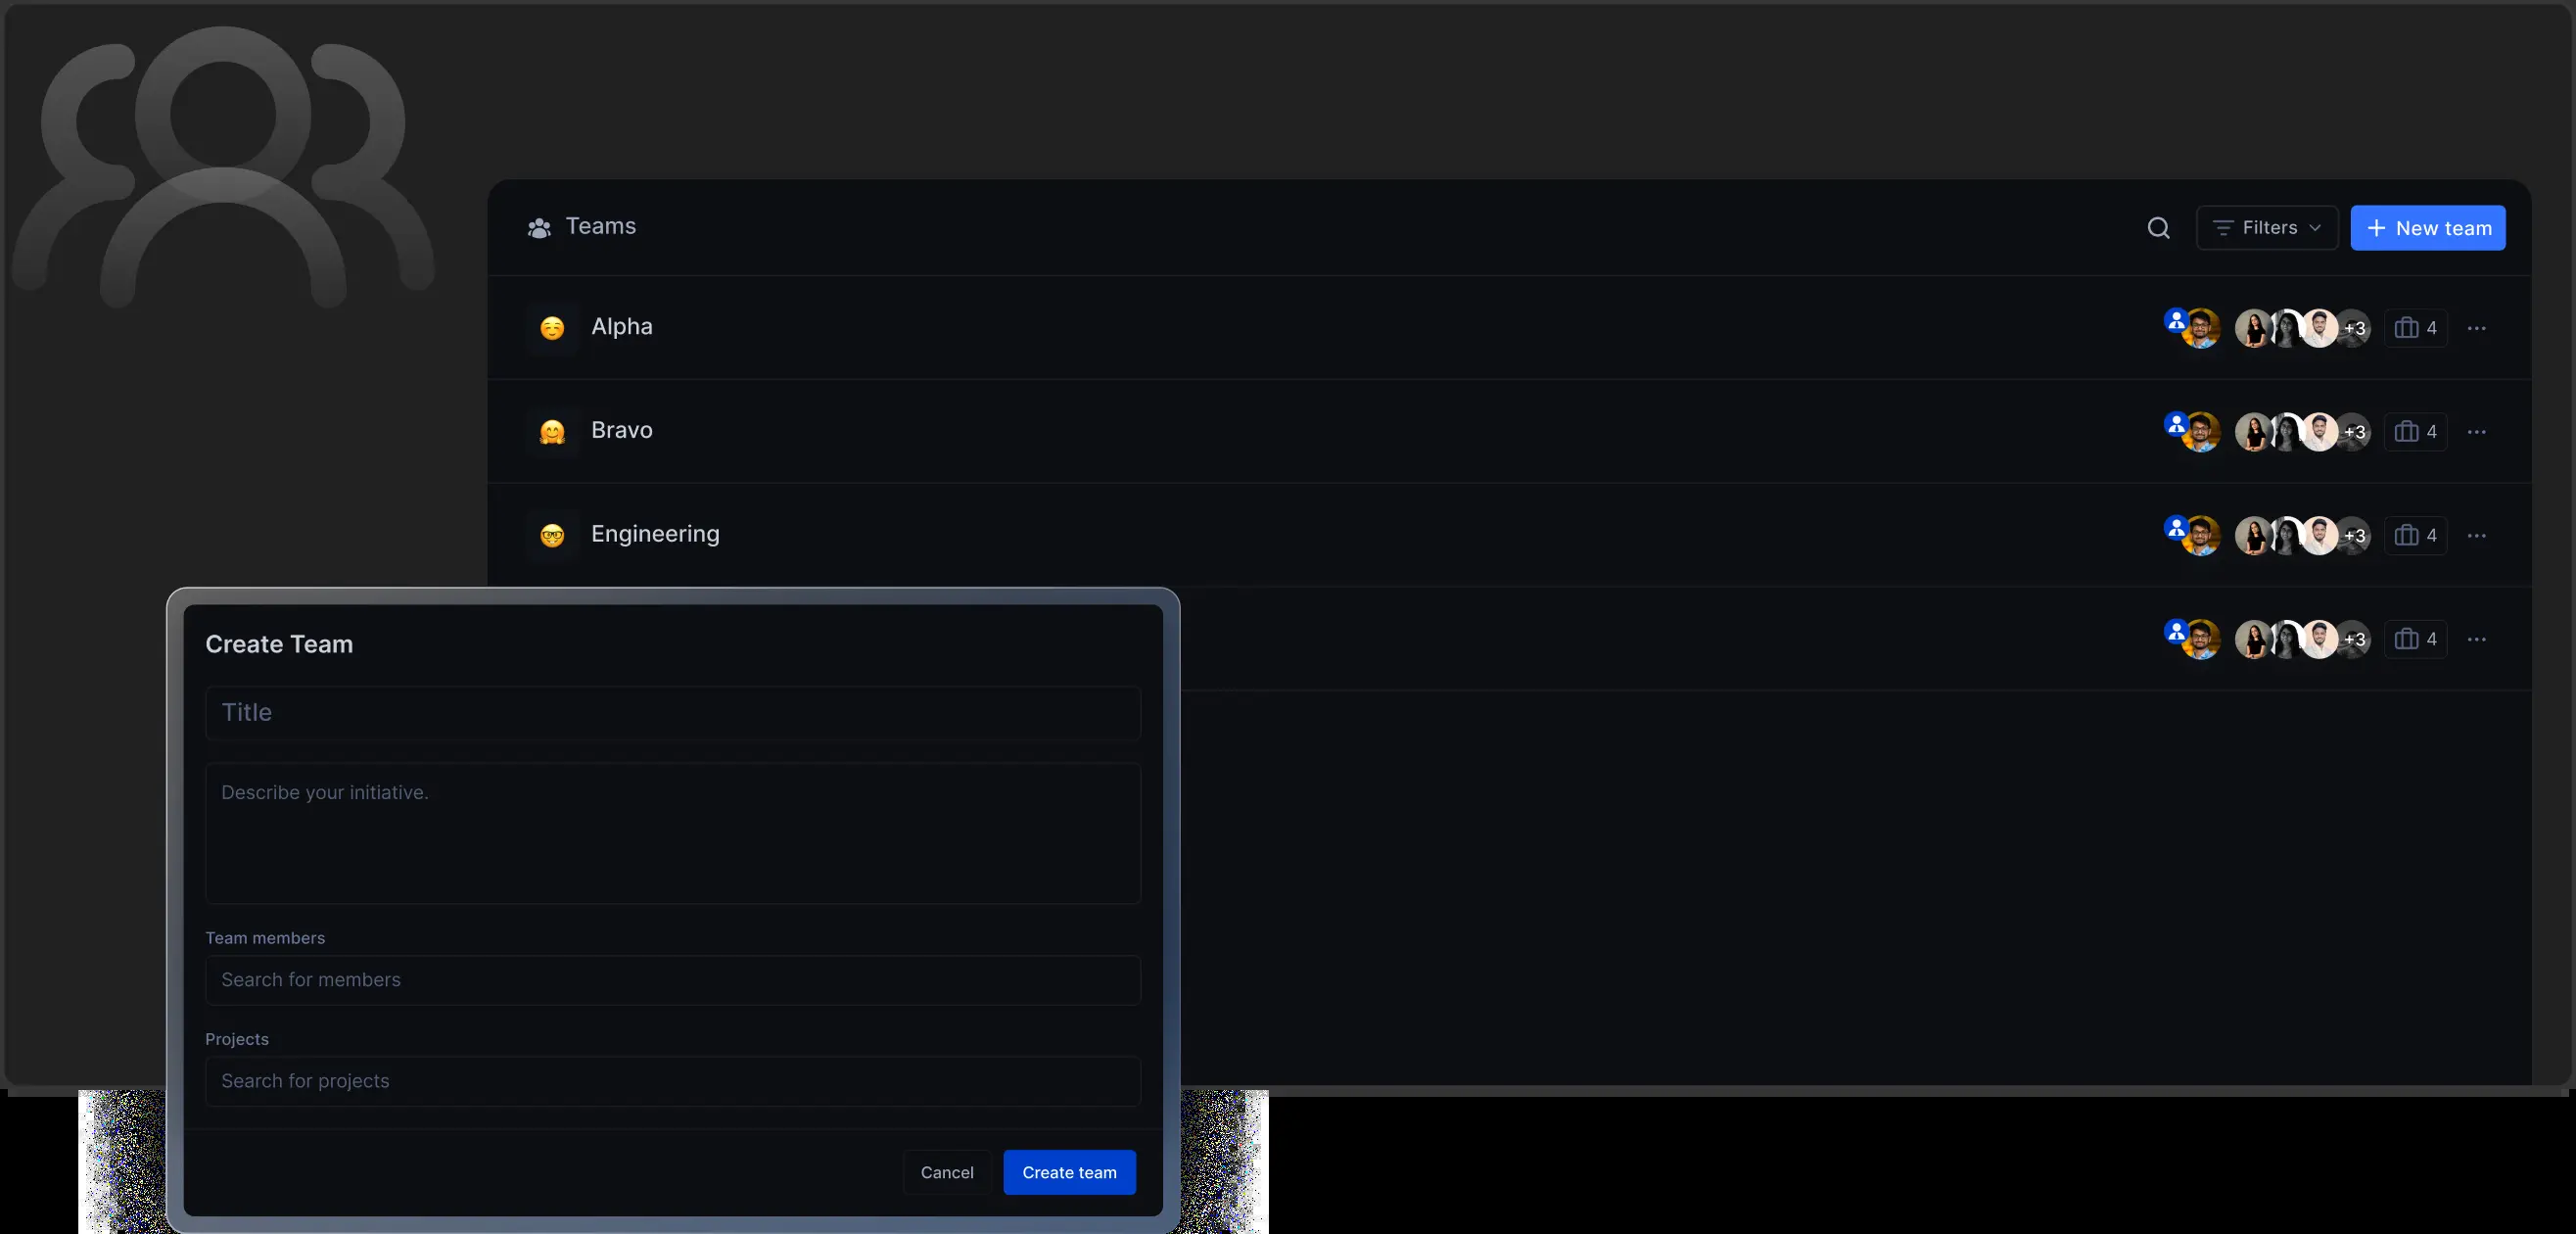 Teams
Filters
New team
Alpha
+3
4
Bravo
+3
4
Engineering
+3
4
+3
4
Create Team
Title
Describe your initiative.
Team members
Search for members
Projects
Search for projects
Cancel
Create team